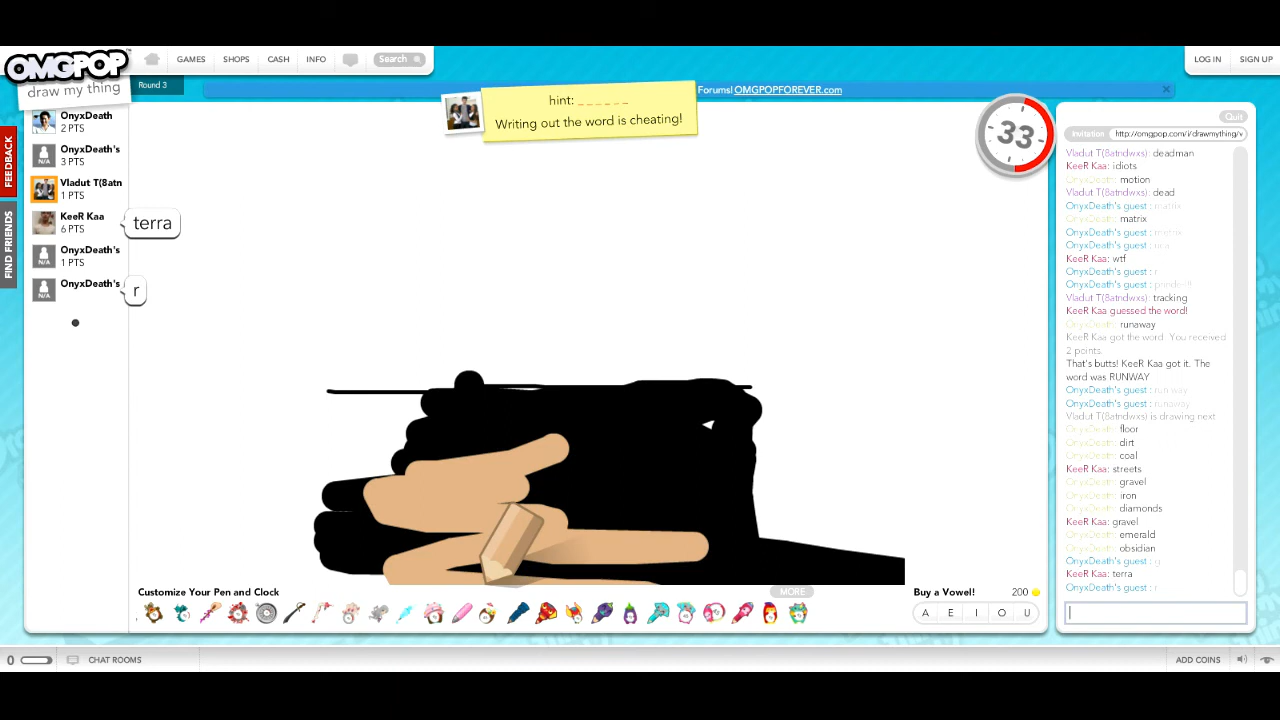 OMGPOP
draw my thing
GAMES
SHOPS
CASH
INFO
Search
LOG IN
SIGN UP
Round 3
Forums! OMGPOPFOREVER.com
hint: _ _ _ _ _ _
Writing out the word is cheating!
33
FEEDBACK
FIND FRIENDS
OnyxDeath
2 PTS
OnyxDeath's
3 PTS
Vladut T(8atn
1 PTS
KeeR Kaa
6 PTS
terra
OnyxDeath's
1 PTS
OnyxDeath's
r
N/A
N/A
N/A
Quit
Invitation
http://omgpop.com/i/drawmything/v
Vladut T(8atndwxs): deadman
KeeR Kaa: idiots
OnyxDeath: motion
Vladut T(8atndwxs): dead
OnyxDeath's guest : matrix
OnyxDeath: matrix
OnyxDeath's guest :
OnyxDeath's guest :
KeeR Kaa: wtf
OnyxDeath's guest : r
OnyxDeath's guest :
Vladut T(8atndwxs): tracking
KeeR Kaa guessed the word!
OnyxDeath: runaway
KeeR Kaa got the word. You received
2 points.
That's butts! KeeR Kaa got it. The
word was RUNWAY
OnyxDeath's guest : run way
OnyxDeath's guest : runaway
Vladut T(8atndwxs) is drawing next
OnyxDeath: floor
OnyxDeath: dirt
OnyxDeath: coal
KeeR Kaa: streets
OnyxDeath: gravel
OnyxDeath: iron
OnyxDeath: diamonds
KeeR Kaa: gravel
OnyxDeath: emerald
OnyxDeath: obsidian
OnyxDeath's guest : g
KeeR Kaa: terra
OnyxDeath's guest : r
Customize Your Pen and Clock
MORE
Buy a Vowel!
200
A E I O U
0
CHAT ROOMS
ADD COINS